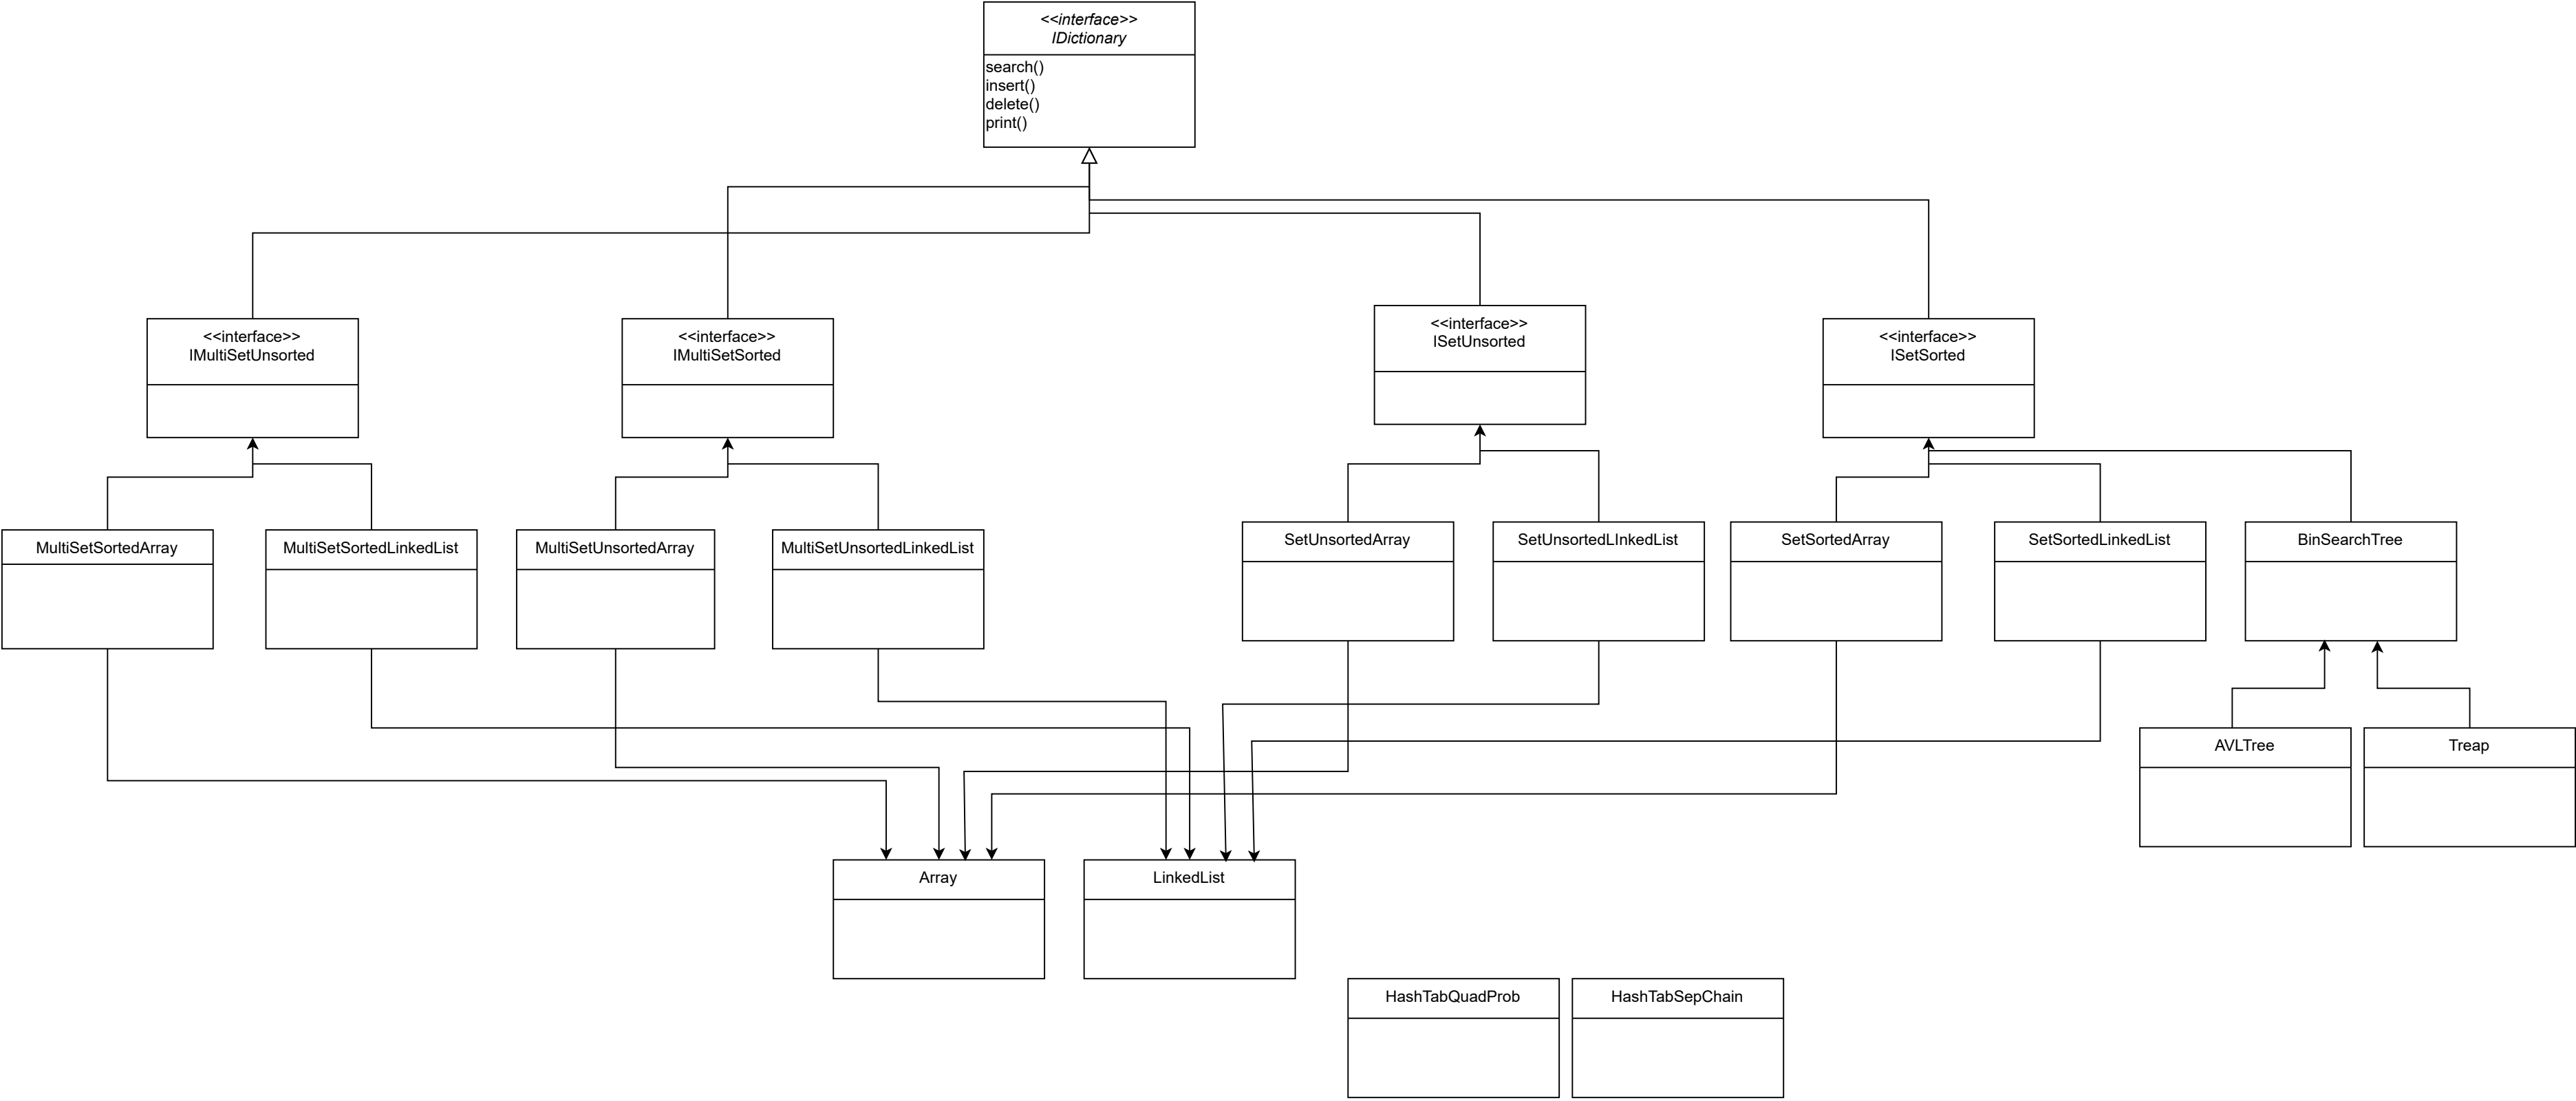 <<interface>>
IDictionary
search()
insert()
delete()
print()
<<interface>>
IMultiSetUnsorted
<<interface>>
IMultiSetSorted
<<interface>>
ISetUnsorted
<<interface>>
ISetSorted
MultiSetSortedArray
MultiSetSortedLinkedList
MultiSetUnsortedArray
MultiSetUnsortedLinkedList
SetUnsortedArray
SetUnsortedLInkedList
SetSortedArray
SetSortedLinkedList
BinSearchTree
AVLTree
Treap
Array
LinkedList
HashTabQuadProb
HashTabSepChain